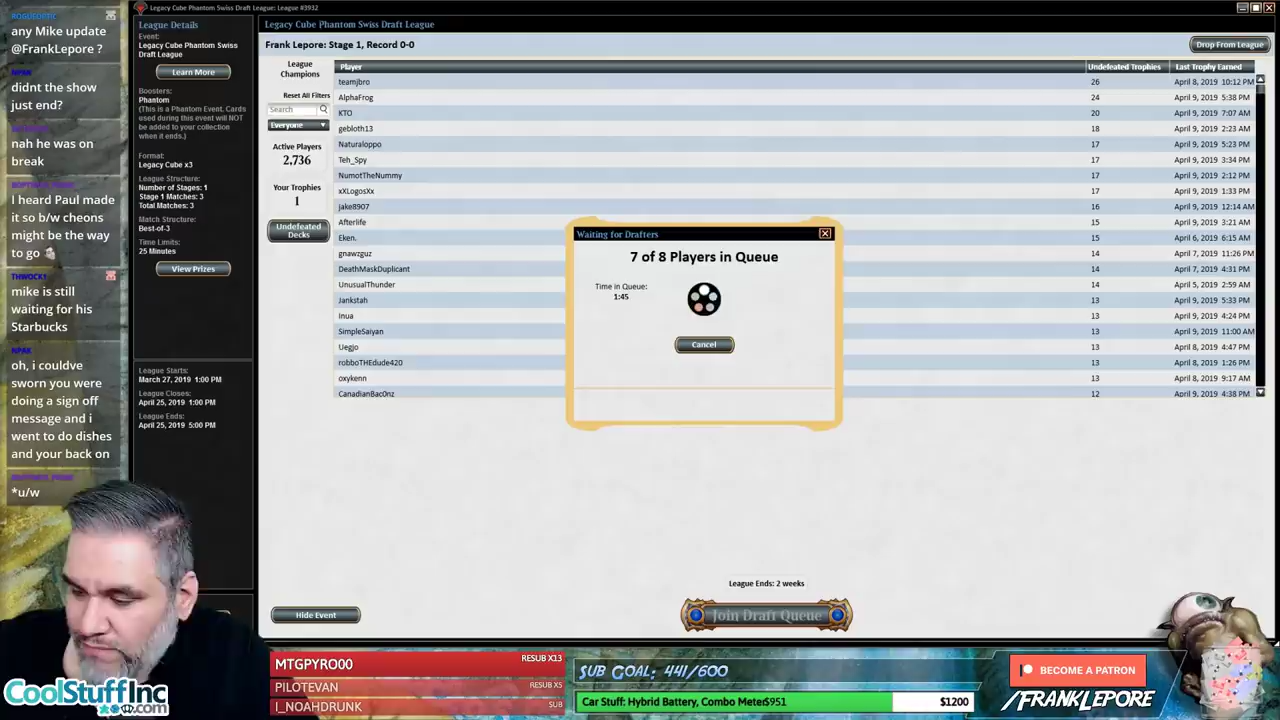 ROGUEOPTIC
any Mike update
@FrankLepore ?
NPAK
didnt the show
just end?
nah he was on
break
I heard Paul made
it so b/w cheons
might be the way
to go
THWOCK1
mike is still
waiting for his
Starbucks
NPAK
oh, i couldve
sworn you were
doing a sign off
message and i
went to do dishes
and your back on
*u/w
CoolStuffInc
.com
Legacy Cube Phantom Swiss Draft League: League #3932
League Details
Event:
Legacy Cube Phantom Swiss
Draft League
Learn More
Boosters:
Phantom
(This is a Phantom Event. Cards
used during this event will NOT
be added to your collection
when it ends.)
Format:
Legacy Cube x3
League Structure:
Number of Stages: 1
Stage 1 Matches: 3
Total Matches: 3
Match Structure:
Best-of-3
Time Limits:
25 Minutes
View Prizes
League Starts:
March 27, 2019 1:00 PM
League Closes:
April 25, 2019 1:00 PM
League Ends:
April 25, 2019 5:00 PM
Legacy Cube Phantom Swiss Draft League
Frank Lepore: Stage 1, Record 0-0
Drop From League
League
Champions
Reset All Filters
Search
Everyone
Active Players
2,736
Your Trophies
1
Undefeated
Decks
Player Undefeated Trophies Last Trophy Earned
teamjbro 26 April 8, 2019 10:12 PM
AlphaFrog 24 April 9, 2019 5:38 PM
KTO 20 April 9, 2019 7:07 AM
gebloth13 18 April 9, 2019 2:23 AM
Naturaloppo 17 April 9, 2019 5:23 PM
Teh_Spy 17 April 9, 2019 3:34 PM
NumotTheNummy 17 April 9, 2019 2:12 PM
xXLogosXx 17 April 9, 2019 1:33 PM
jake8907 16 April 9, 2019 12:14 AM
Afterlife 15 April 9, 2019 3:21 AM
Eken. 15 April 6, 2019 6:15 AM
gnawzguz 14 April 7, 2019 11:26 PM
DeathMaskDuplicant 14 April 7, 2019 4:31 PM
UnusualThunder 14 April 5, 2019 2:59 AM
Jankstah 13 April 9, 2019 5:33 PM
Inua 13 April 9, 2019 4:24 PM
SimpleSaiyan 13 April 9, 2019 11:00 AM
Uegjo 13 April 8, 2019 4:47 PM
robboTHEdude420 13 April 8, 2019 1:26 PM
oxykenn 13 April 8, 2019 9:17 AM
CanadianBac0nz 12 April 9, 2019 4:38 PM
Waiting for Drafters
7 of 8 Players in Queue
Time in Queue:
1:45
Cancel
League Ends: 2 weeks
Hide Event
Join Draft Queue
MTGPYRO00 RESUB X13
PILOTEVAN RESUB X5
I_NOAHDRUNK SUB
SUB GOAL: 441/600
Car Stuff: Hybrid Battery, Combo Meter $951 $1200
BECOME A PATRON
/FRANKLEPORE